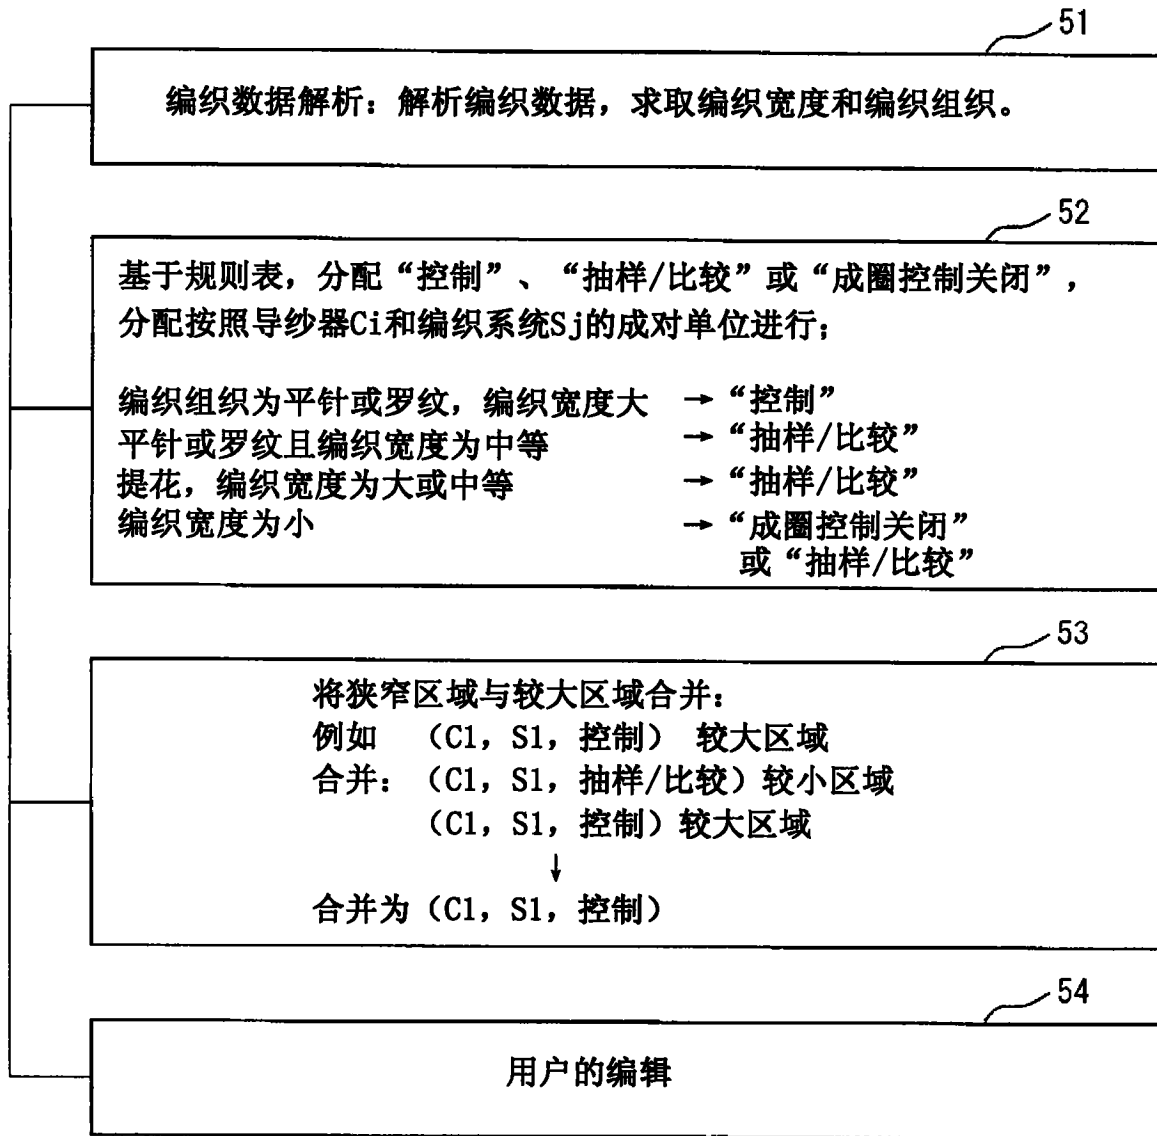 51
编织数据解析：解析编织数据，求取编织宽度和编织组织。
52
基于规则表，分配“控制”、“抽样/比较”或“成圈控制关闭”，
分配按照导纱器Ci和编织系统Sj的成对单位进行；
编织组织为平针或罗纹，编织宽度大 → “控制”
平针或罗纹且编织宽度为中等 → “抽样/比较”
提花，编织宽度为大或中等 → “抽样/比较”
编织宽度为小 → “成圈控制关闭”
或“抽样/比较”
53
将狭窄区域与较大区域合并：
例如 （C1，S1，控制） 较大区域
合并：（C1，S1，抽样/比较）较小区域
（C1，S1，控制）较大区域
↓
合并为（C1，S1，控制）
54
用户的编辑